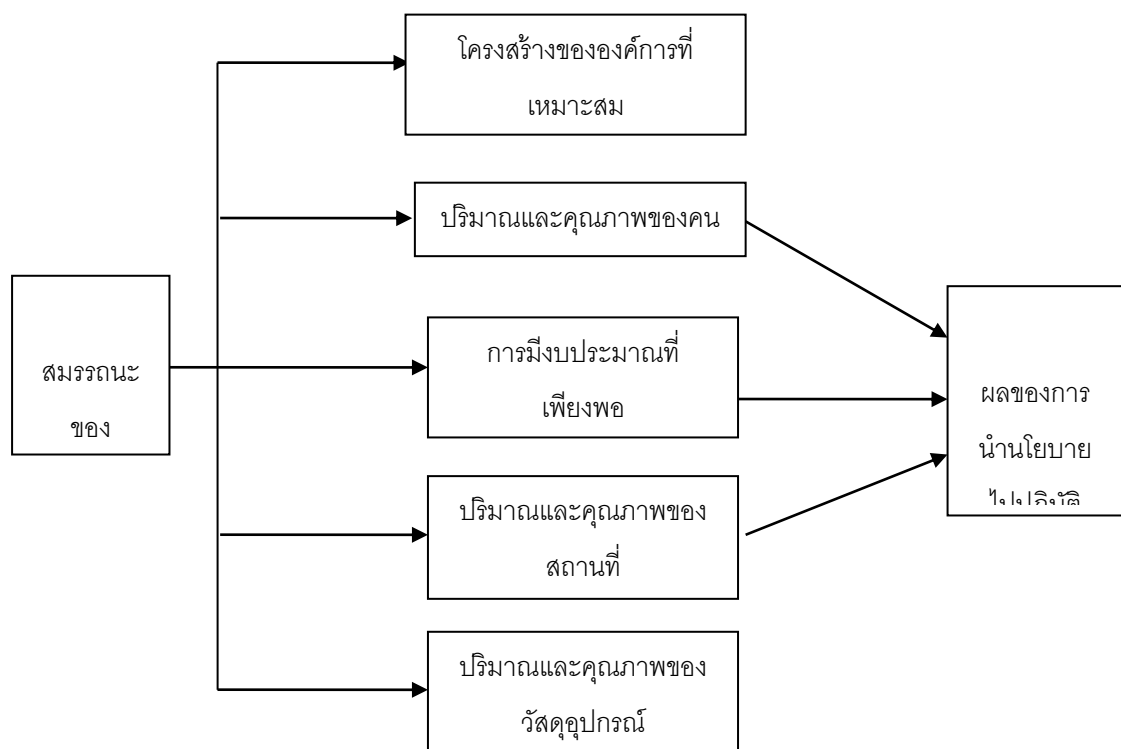 โครงสร้างขององค์การที่
เหมาะสม
ปริมาณและคุณภาพของคน
สมรรถนะ
ของ
การมีงบประมาณที่
เพียงพอ
ผลของการ
นำนโยบาย
ไปปฏิบัติ
ปริมาณและคุณภาพของ
สถานที่
ปริมาณและคุณภาพของ
วัสดุอุปกรณ์